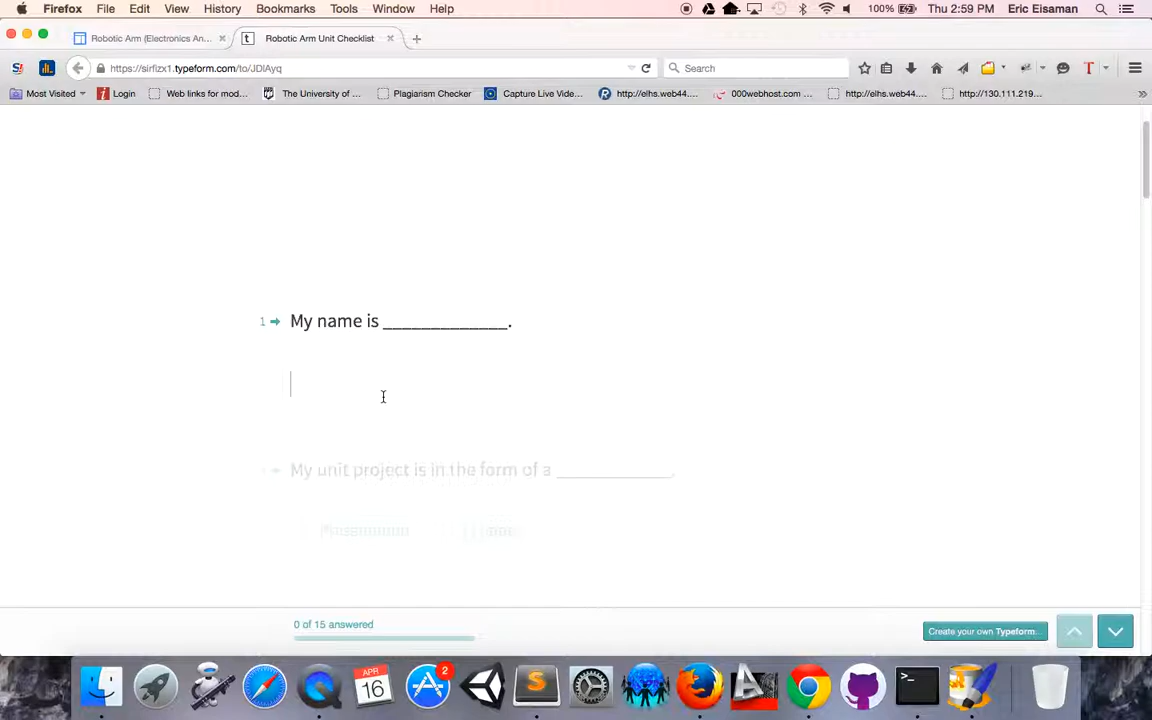 Firefox File Edit View History Bookmarks Tools Window Help 100% Thu 2:59 PM Eric Eisaman
Robotic Arm (Electronics An... Robotic Arm Unit Checklist
https://sirfizx1.typeform.com/to/JDlAyq Search
Most Visited Login Web links for mod... The University of ... Plagiarism Checker Capture Live Vide... http://elhs.web44.... 000webhost.com ... http://elhs.web44.... http://130.111.219...
1 My name is _____________.
My unit project is in the form of a ____________.
0 of 15 answered
Create your own Typeform
APR
16
2